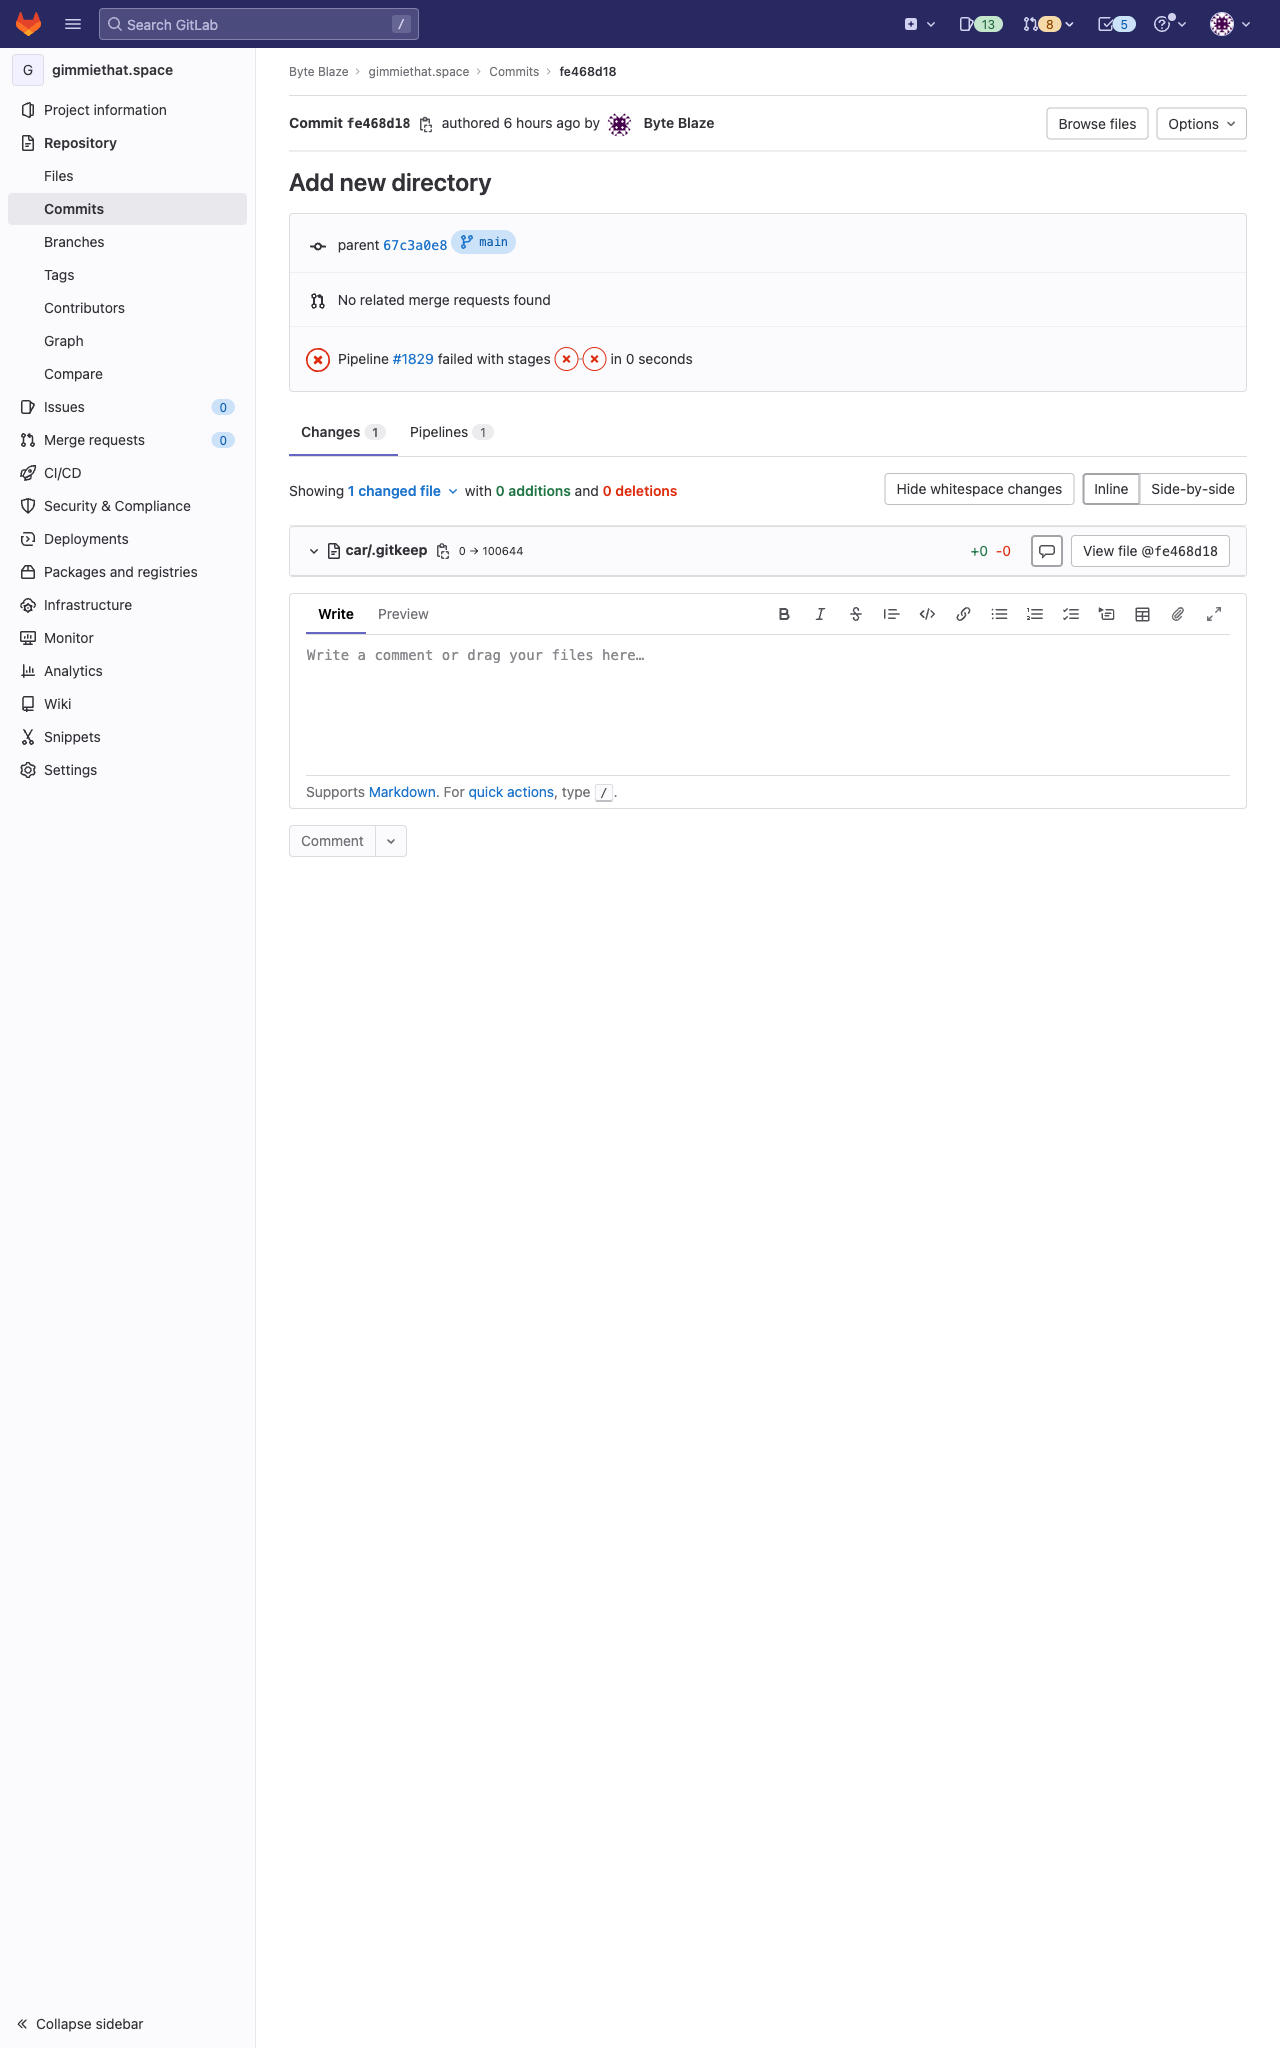 Search GitLab
/
13
8
5
G
gimmiethat.space
Project information
Repository
Files
Commits
Branches
Tags
Contributors
Graph
Compare
Issues
0
Merge requests
0
CI/CD
Security & Compliance
Deployments
Packages and registries
Infrastructure
Monitor
Analytics
Wiki
Snippets
Settings
Collapse sidebar
Byte Blaze
gimmiethat.space
Commits
fe468d18
Commit fe468d18 authored 6 hours ago by Byte Blaze
Browse files
Options
Add new directory
parent 67c3a0e8 main
No related merge requests found
Pipeline #1829 failed with stages in 0 seconds
Changes 1
Pipelines 1
Showing 1 changed file with 0 additions and 0 deletions
Hide whitespace changes
Inline
Side-by-side
car/.gitkeep 0 → 100644
+0 -0
View file @fe468d18
Write
Preview
Write a comment or drag your files here…
Supports Markdown. For quick actions, type /.
Comment